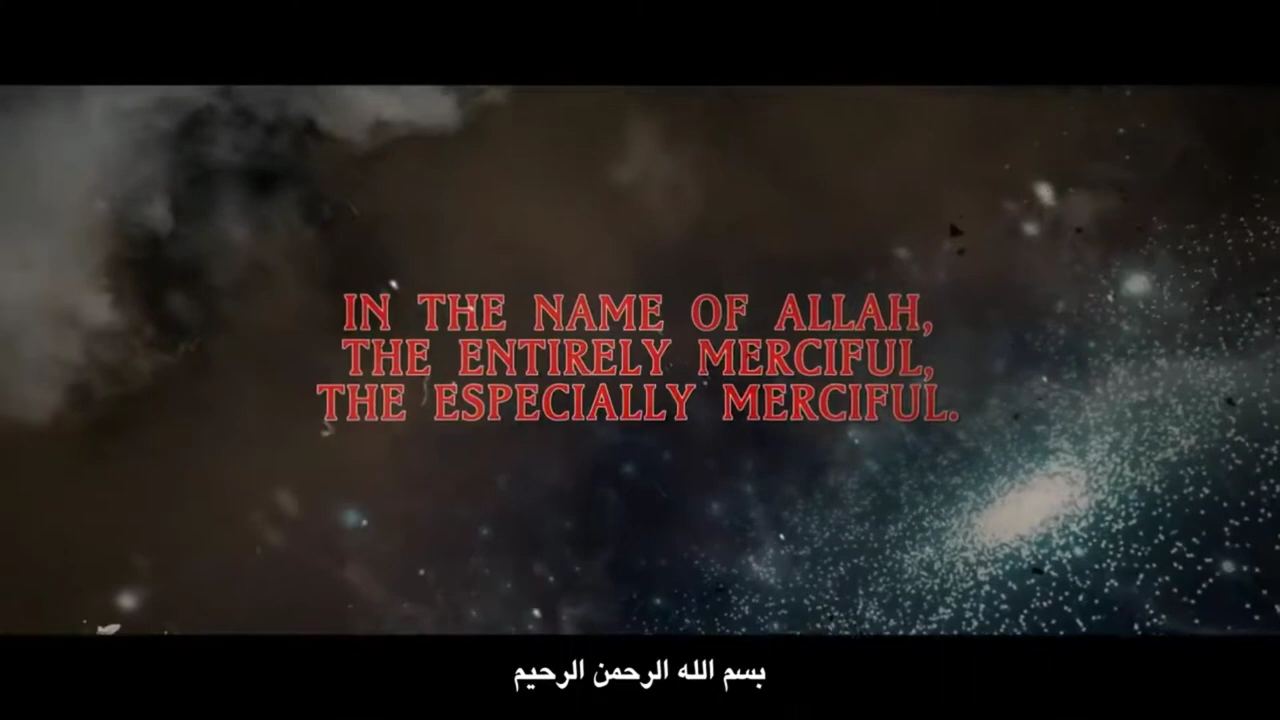 IN THE NAME OF ALLAH,
THE ENTIRELY MERCIFUL,
THE ESPECIALLY MERCIFUL.
بسم الله الرحمن الرحيم